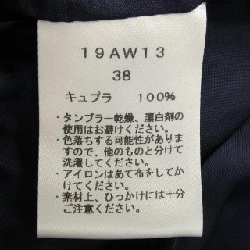 19AW13
38
キュプラ 100%
・タンブラー乾燥、漂白剤の
使用はお避けください。
・色落ちする可能性がありま
すので、他のものと分けて
洗濯してください。
・アイロンはあて布をしてか
けてください。
・素材上、ひっかけには十分
ご注意ください。